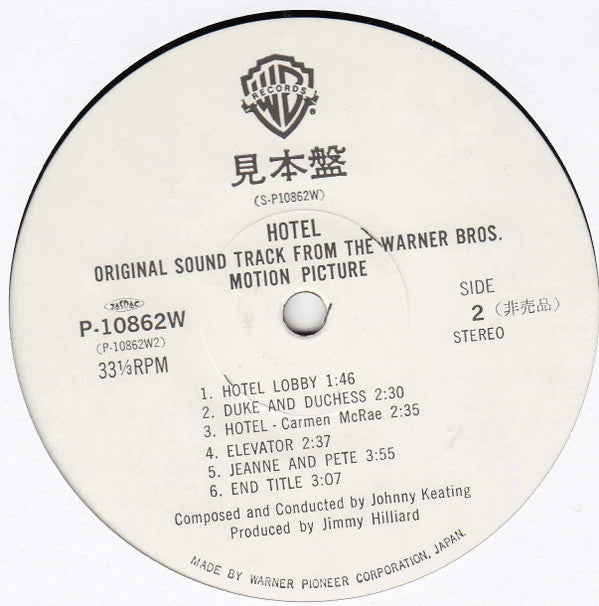 RECORDS
見本盤
(S-P10862W)
HOTEL
ORIGINAL SOUND TRACK FROM THE WARNER BROS.
MOTION PICTURE
JASRAC
P-10862W
(P-10862W2)
33⅓RPM
SIDE
2 (非売品)
STEREO
1. HOTEL LOBBY 1:46
2. DUKE AND DUCHESS 2:30
3. HOTEL - Carmen McRae 2:35
4. ELEVATOR 2:37
5. JEANNE AND PETE 3:55
6. END TITLE 3:07
Composed and Conducted by Johnny Keating
Produced by Jimmy Hilliard
MADE BY WARNER PIONEER CORPORATION, JAPAN.